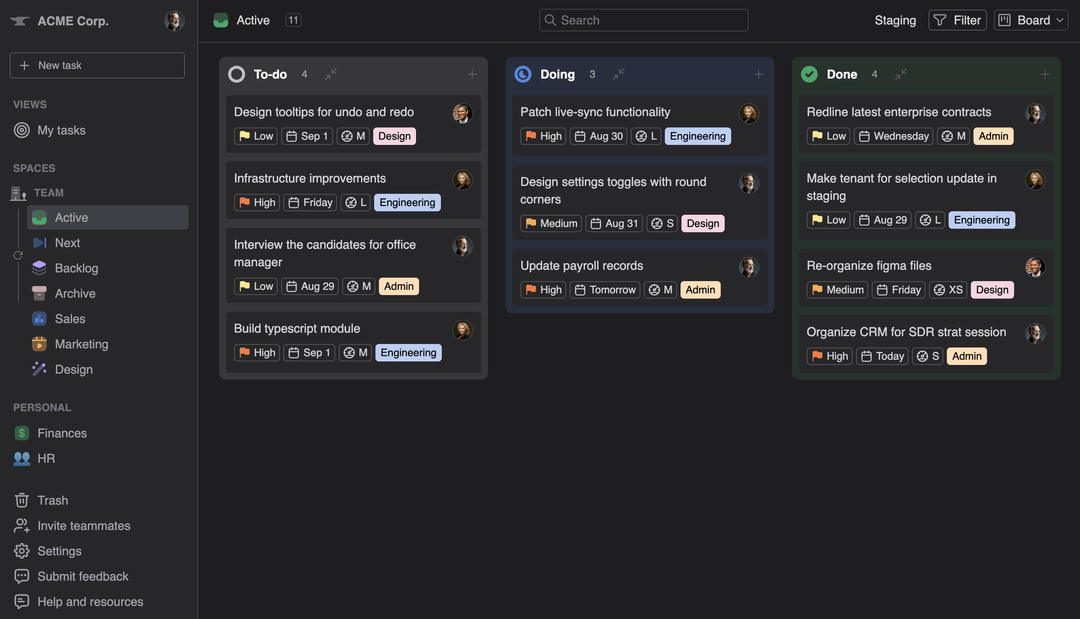 ACME Corp.
New task
VIEWS
My tasks
SPACES
TEAM
Active
Next
Backlog
Archive
Sales
Marketing
Design
PERSONAL
Finances
HR
Trash
Invite teammates
Settings
Submit feedback
Help and resources
Active 11
Search
Staging
Filter
Board
To-do 4
Design tooltips for undo and redo
Low Sep 1 M Design
Infrastructure improvements
High Friday L Engineering
Interview the candidates for office
manager
Low Aug 29 M Admin
Build typescript module
High Sep 1 M Engineering
Doing 3
Patch live-sync functionality
High Aug 30 L Engineering
Design settings toggles with round
corners
Medium Aug 31 S Design
Update payroll records
High Tomorrow M Admin
Done 4
Redline latest enterprise contracts
Low Wednesday M Admin
Make tenant for selection update in
staging
Low Aug 29 L Engineering
Re-organize figma files
Medium Friday XS Design
Organize CRM for SDR strat session
High Today S Admin